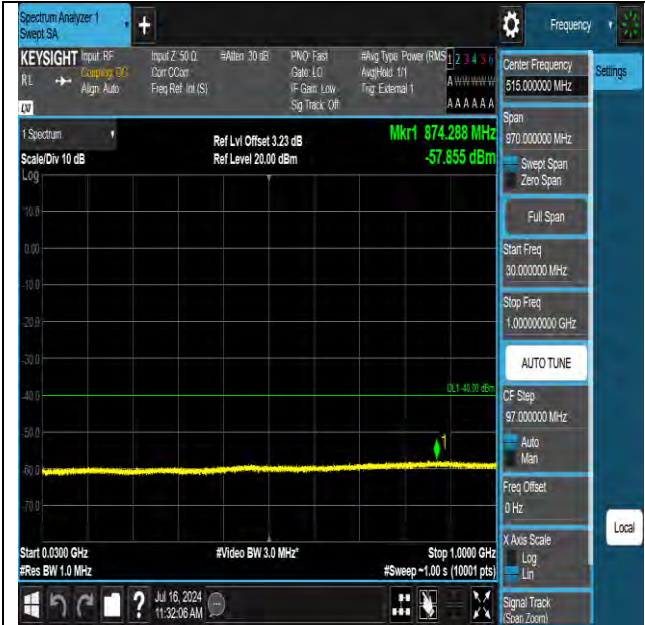 Spectrum Analyzer 1
Swept SA
+
Frequency
KEYSIGHT
RL
Input: RF
Coupling: DC
Align: Auto
Input Z: 50 Ω
Corr CCorr
Freq Ref: Int (S)
#Atten: 30 dB
PNO: Fast
Gate: LO
IF Gain: Low
Sig Track: Off
#Avg Type: Power (RMS
Avg|Hold: 1/1
Trig: External 1
1 2 3 4 5 6
A W W W W W
A A A A A A
LXI
1 Spectrum
Scale/Div 10 dB
Ref Lvl Offset 3.23 dB
Ref Level 20.00 dBm
Mkr1 874.288 MHz
-57.855 dBm
Log
10.0
0.00
-10.0
-20.0
-30.0
-40.0
-50.0
-60.0
-70.0
DL1 -40.00 dBm
1
Start 0.0300 GHz
#Res BW 1.0 MHz
#Video BW 3.0 MHz*
Stop 1.0000 GHz
#Sweep ~1.00 s (10001 pts)
Center Frequency
515.000000 MHz
Settings
Span
970.000000 MHz
Swept Span
Zero Span
Full Span
Start Freq
30.000000 MHz
Stop Freq
1.000000000 GHz
AUTO TUNE
CF Step
97.000000 MHz
Auto
Man
Freq Offset
0 Hz
X Axis Scale
Log
Lin
Local
Signal Track
(Span Zoom)
?
Jul 16, 2024
11:32:06 AM